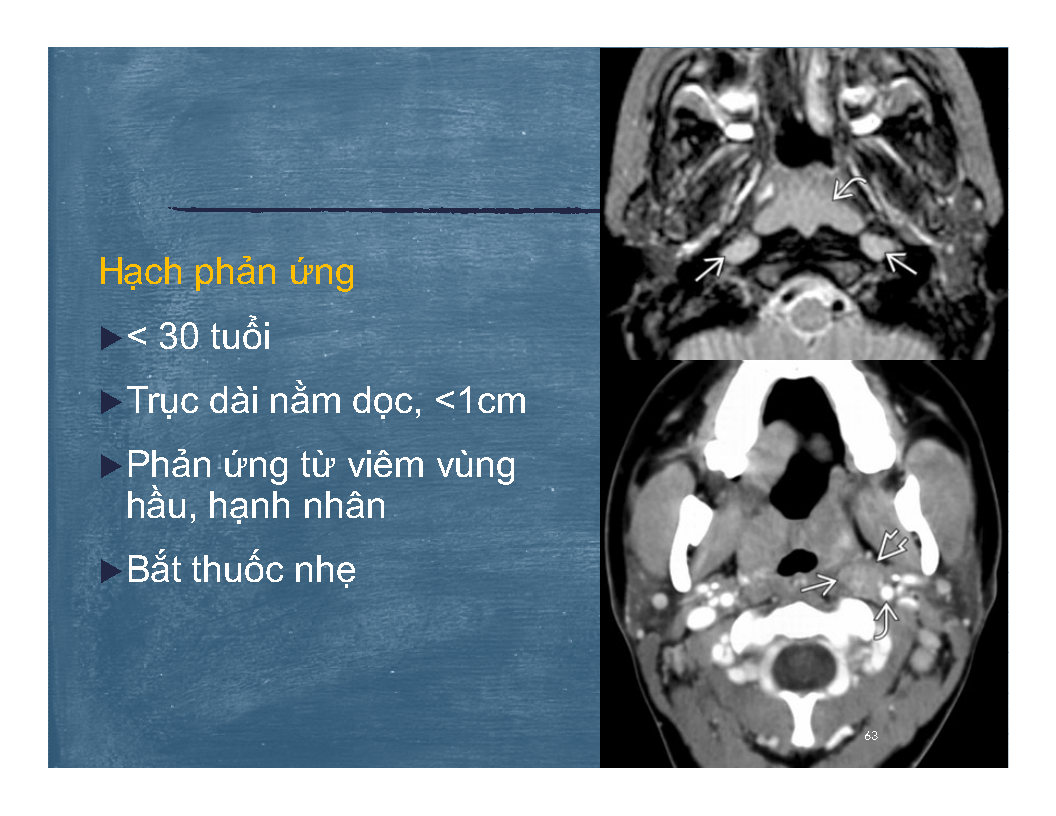 Hạch phản ứng
▶< 30 tuổi
▶Trục dài nằm dọc, <1cm
▶Phản ứng từ viêm vùng
hầu, hạnh nhân
▶Bắt thuốc nhẹ
63